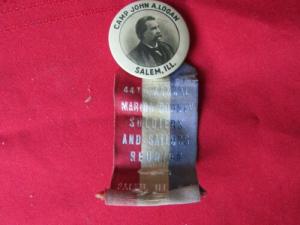 CAMP JOHN A. LOGAN
SALEM, ILL.
44TH ANNUAL
MARION COUNTY
SOLDIERS
AND SAILORS
REUNION
SALEM ILL